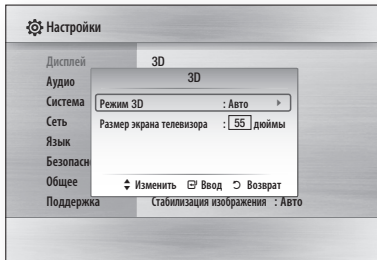 Настройки
Дисплей 3D
Аудио
3D
Система
Режим 3D : Авто
Сеть
Размер экрана телевизора : 55 дюймы
Язык
Безопасн
Общее
Изменить Ввод Возврат
Поддержка Стабилизация изображения : Авто